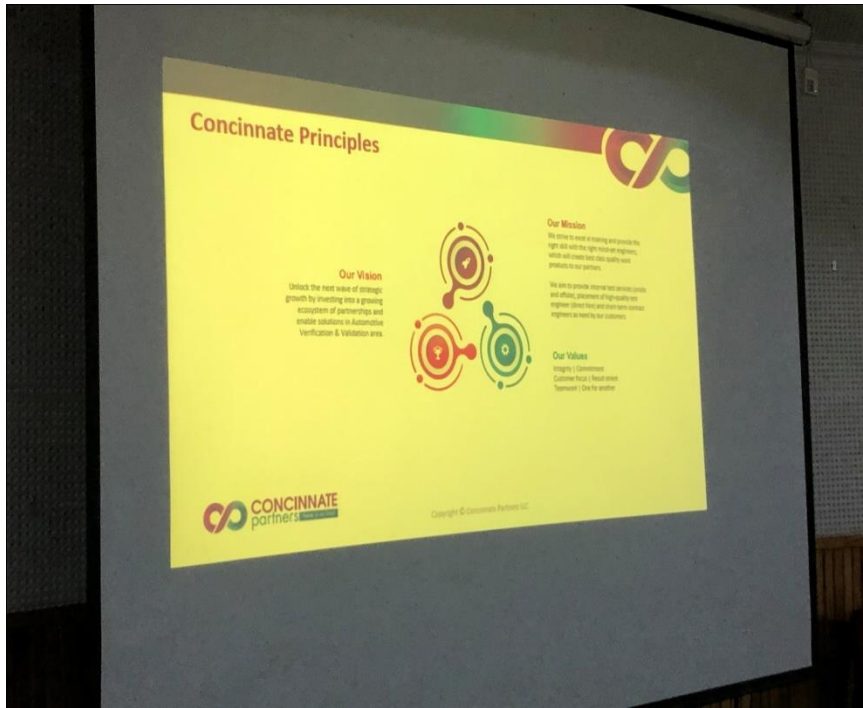 Concinnate Principles
Our Vision
Unlock the next wave of strategic
growth by investing into a growing
ecosystem of partnerships and
enable solutions in Automotive
Verification & Validation area.
Our Mission
We strive to excel in training and provide the
right skill with the right mind-set engineers,
which will create best class quality work
products to our partners.
We aim to provide internal test services (onsite
and offsite), placement of high-quality test
engineer (direct hire) and short-term contract
engineers as need by our customers.
Our Values
Integrity | Commitment
Customer focus | Result orient
Teamwork | One for another
CONCINNATE
partners
Copyright © Concinnate Partners LLC